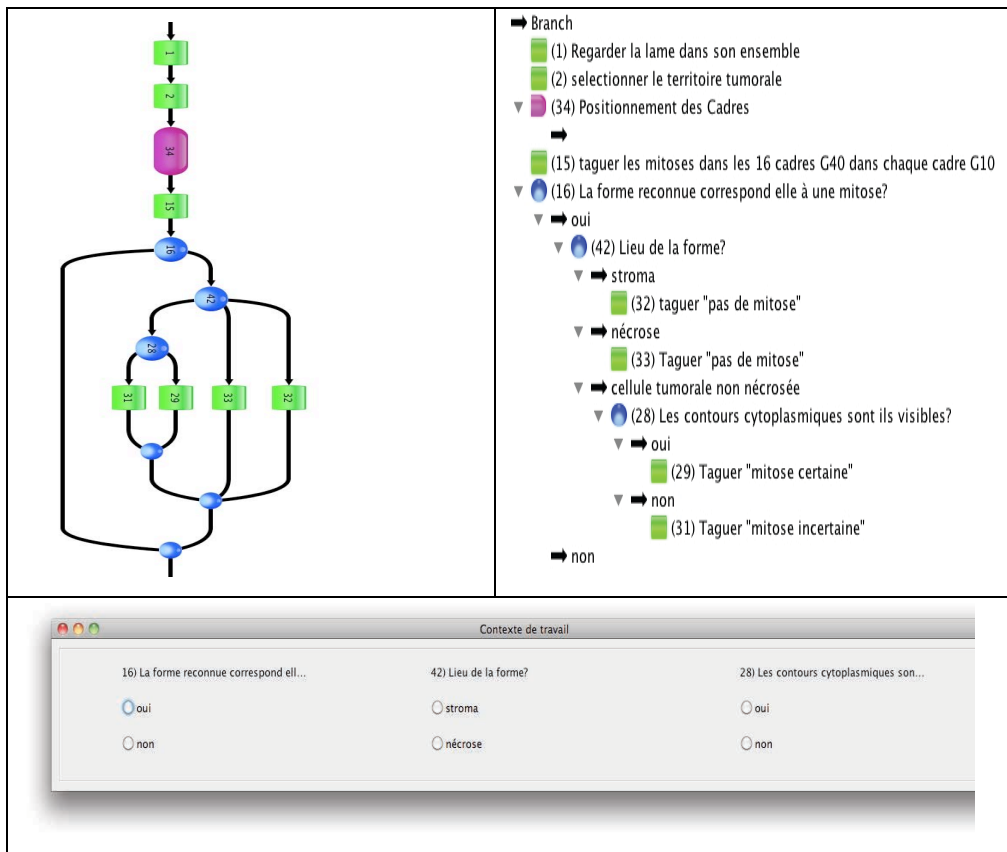 1
2
34
15
16
42
28
31
29
33
32
Branch
(1) Regarder la lame dans son ensemble
(2) selectionner le territoire tumorale
(34) Positionnement des Cadres
(15) taguer les mitoses dans les 16 cadres G40 dans chaque cadre G10
(16) La forme reconnue correspond elle à une mitose?
oui
(42) Lieu de la forme?
stroma
(32) taguer "pas de mitose"
nécrose
(33) Taguer "pas de mitose"
cellule tumorale non nécrosée
(28) Les contours cytoplasmiques sont ils visibles?
oui
(29) Taguer "mitose certaine"
non
(31) Taguer "mitose incertaine"
non
Contexte de travail
16) La forme reconnue correspond ell...
oui
non
42) Lieu de la forme?
stroma
nécrose
28) Les contours cytoplasmiques son...
oui
non